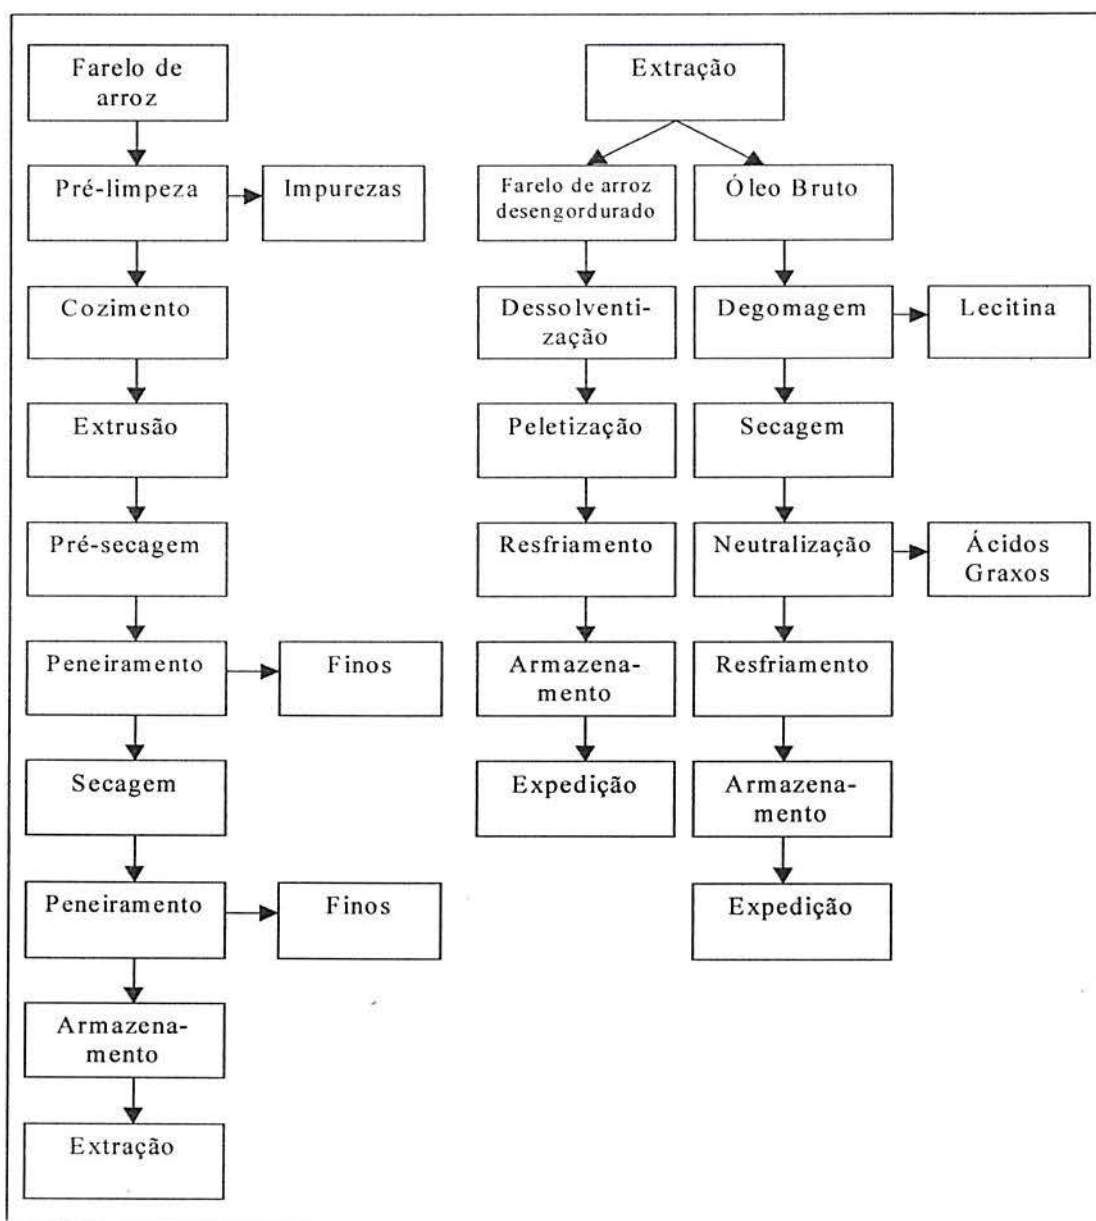 Farelo de
arroz
Pré-limpeza
Impurezas
Cozimento
Extrusão
Pré-secagem
Peneiramento
Finos
Secagem
Peneiramento
Finos
Armazena-
mento
Extração
Extração
Farelo de arroz
desengordurado
Dessolventi-
zação
Peletização
Resfriamento
Armazena-
mento
Expedição
Óleo Bruto
Degomagem
Lecitina
Secagem
Neutralização
Ácidos
Graxos
Resfriamento
Armazena-
mento
Expedição